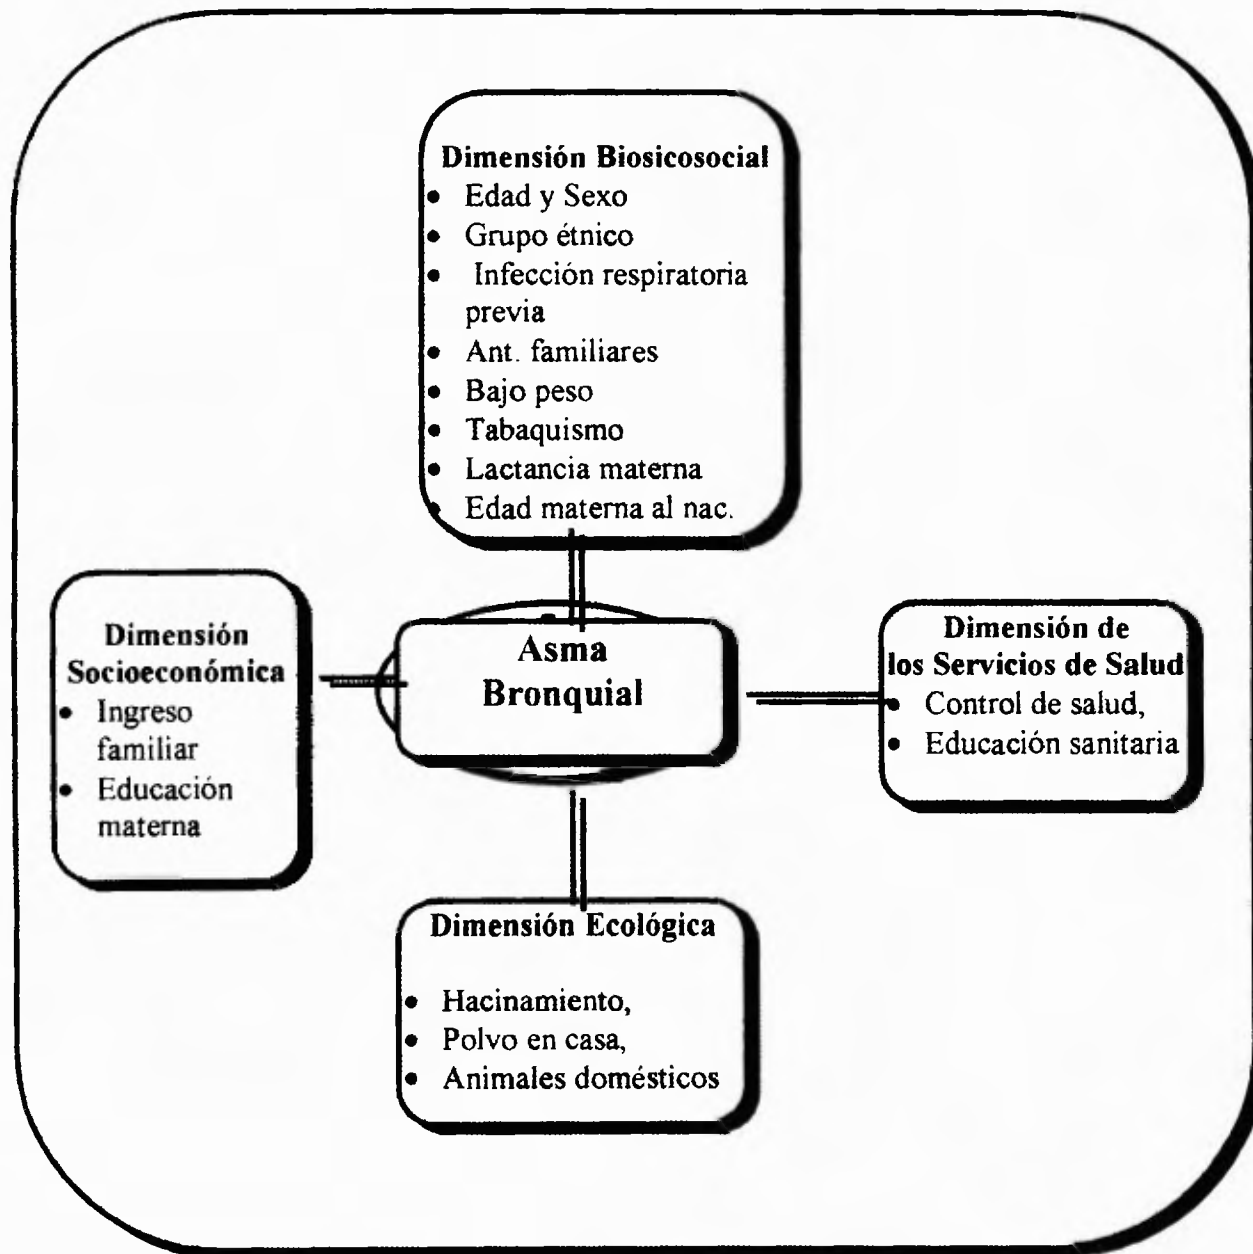 Dimensión Biosicosocial
• Edad y Sexo
• Grupo étnico
• Infección respiratoria
previa
• Ant. familiares
• Bajo peso
• Tabaquismo
• Lactancia materna
• Edad materna al nac.
Dimensión
Socioeconómica
• Ingreso
familiar
• Educación
materna
Asma
Bronquial
Dimensión de
los Servicios de Salud
• Control de salud,
• Educación sanitaria
Dimensión Ecológica
• Hacinamiento,
• Polvo en casa,
• Animales domésticos